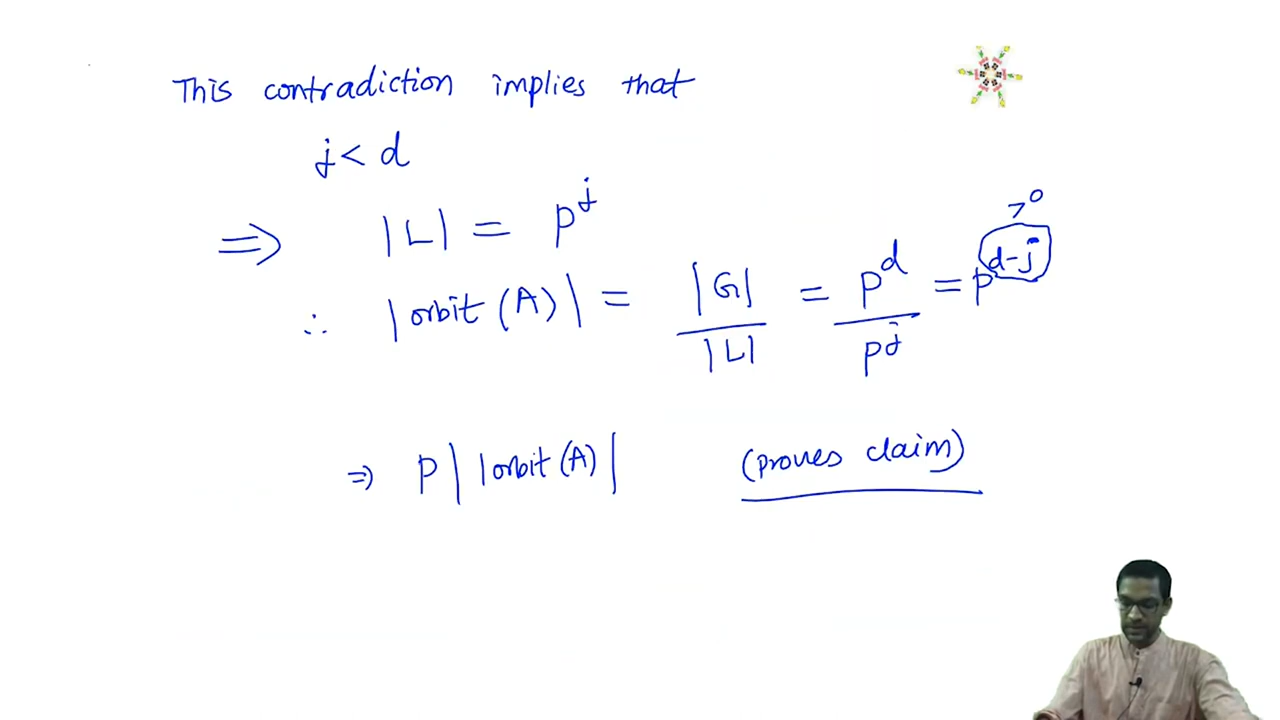 This contradiction implies that
j < d
⇒ |L| = p^j
∴ |orbit(A)| = |G| / |L| = p^d / p^j = p^(d-j) > 0
⇒ p | |orbit(A)| (proves claim)